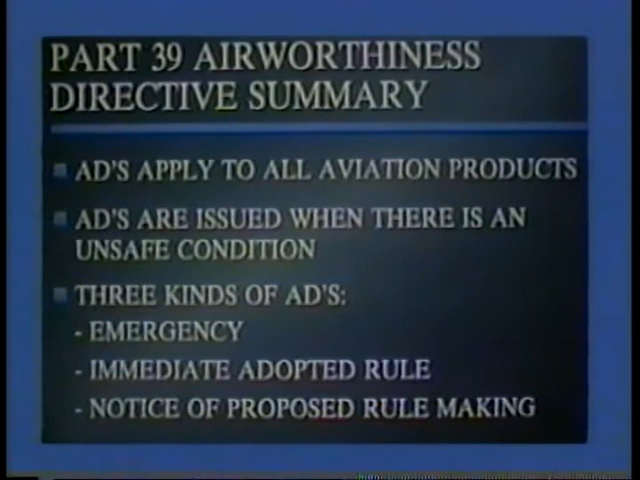 PART 39 AIRWORTHINESS
DIRECTIVE SUMMARY
AD'S APPLY TO ALL AVIATION PRODUCTS
AD'S ARE ISSUED WHEN THERE IS AN
UNSAFE CONDITION
THREE KINDS OF AD'S:
- EMERGENCY
- IMMEDIATE ADOPTED RULE
- NOTICE OF PROPOSED RULE MAKING